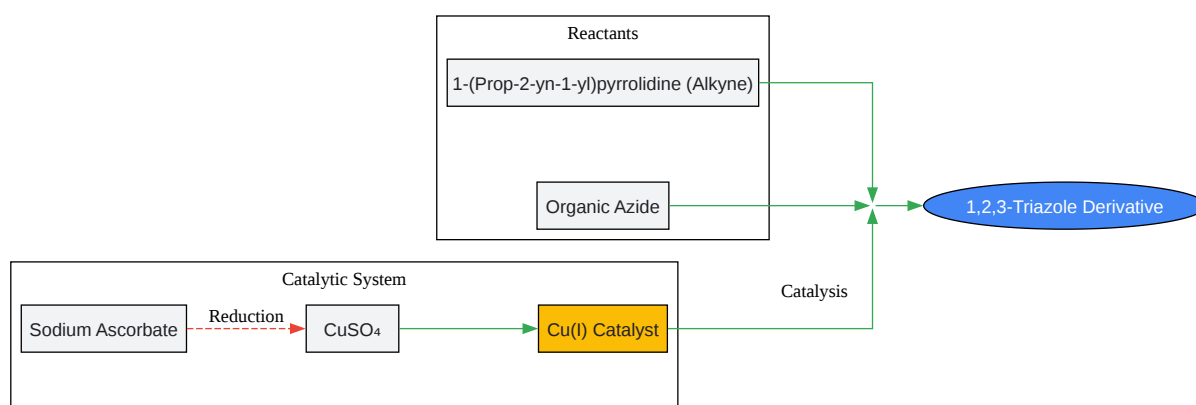 Reactants
1-(Prop-2-yn-1-yl)pyrrolidine (Alkyne)
Organic Azide
1,2,3-Triazole Derivative
Catalytic System
Catalysis
Sodium Ascorbate
Reduction
CuSO₄
Cu(I) Catalyst